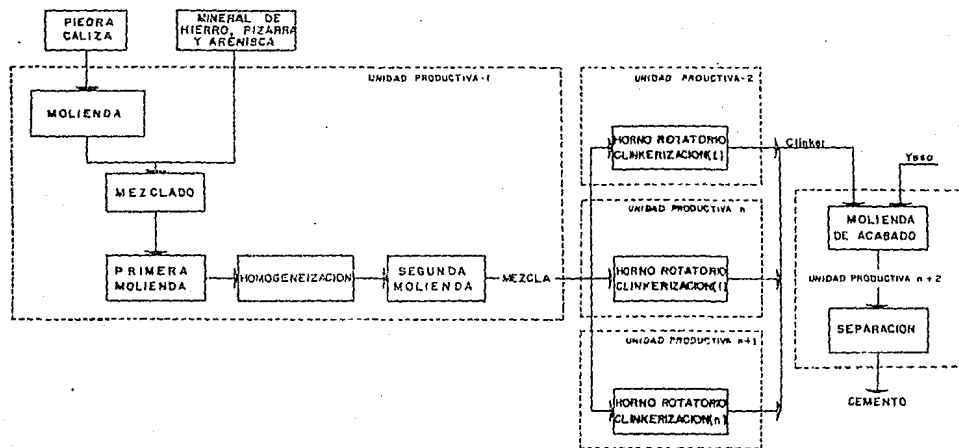 PIEDRA
CALIZA
MINERAL DE
HIERRO, PIZARRA
Y ARENISCA
UNIDAD PRODUCTIVA-1
MOLIENDA
MEZCLADO
PRIMERA
MOLIENDA
HOMOGENEIZACION
SEGUNDA
MOLIENDA
MEZCLA
UNIDAD PRODUCTIVA-2
HORNO ROTATORIO
CLINKERIZACION(1)
UNIDAD PRODUCTIVA n
HORNO ROTATORIO
CLINKERIZACION(i)
UNIDAD PRODUCTIVA n+1
HORNO ROTATORIO
CLINKERIZACION(n)
Clinker
Yeso
MOLIENDA
DE ACABADO
UNIDAD PRODUCTIVA n+2
SEPARACION
CEMENTO